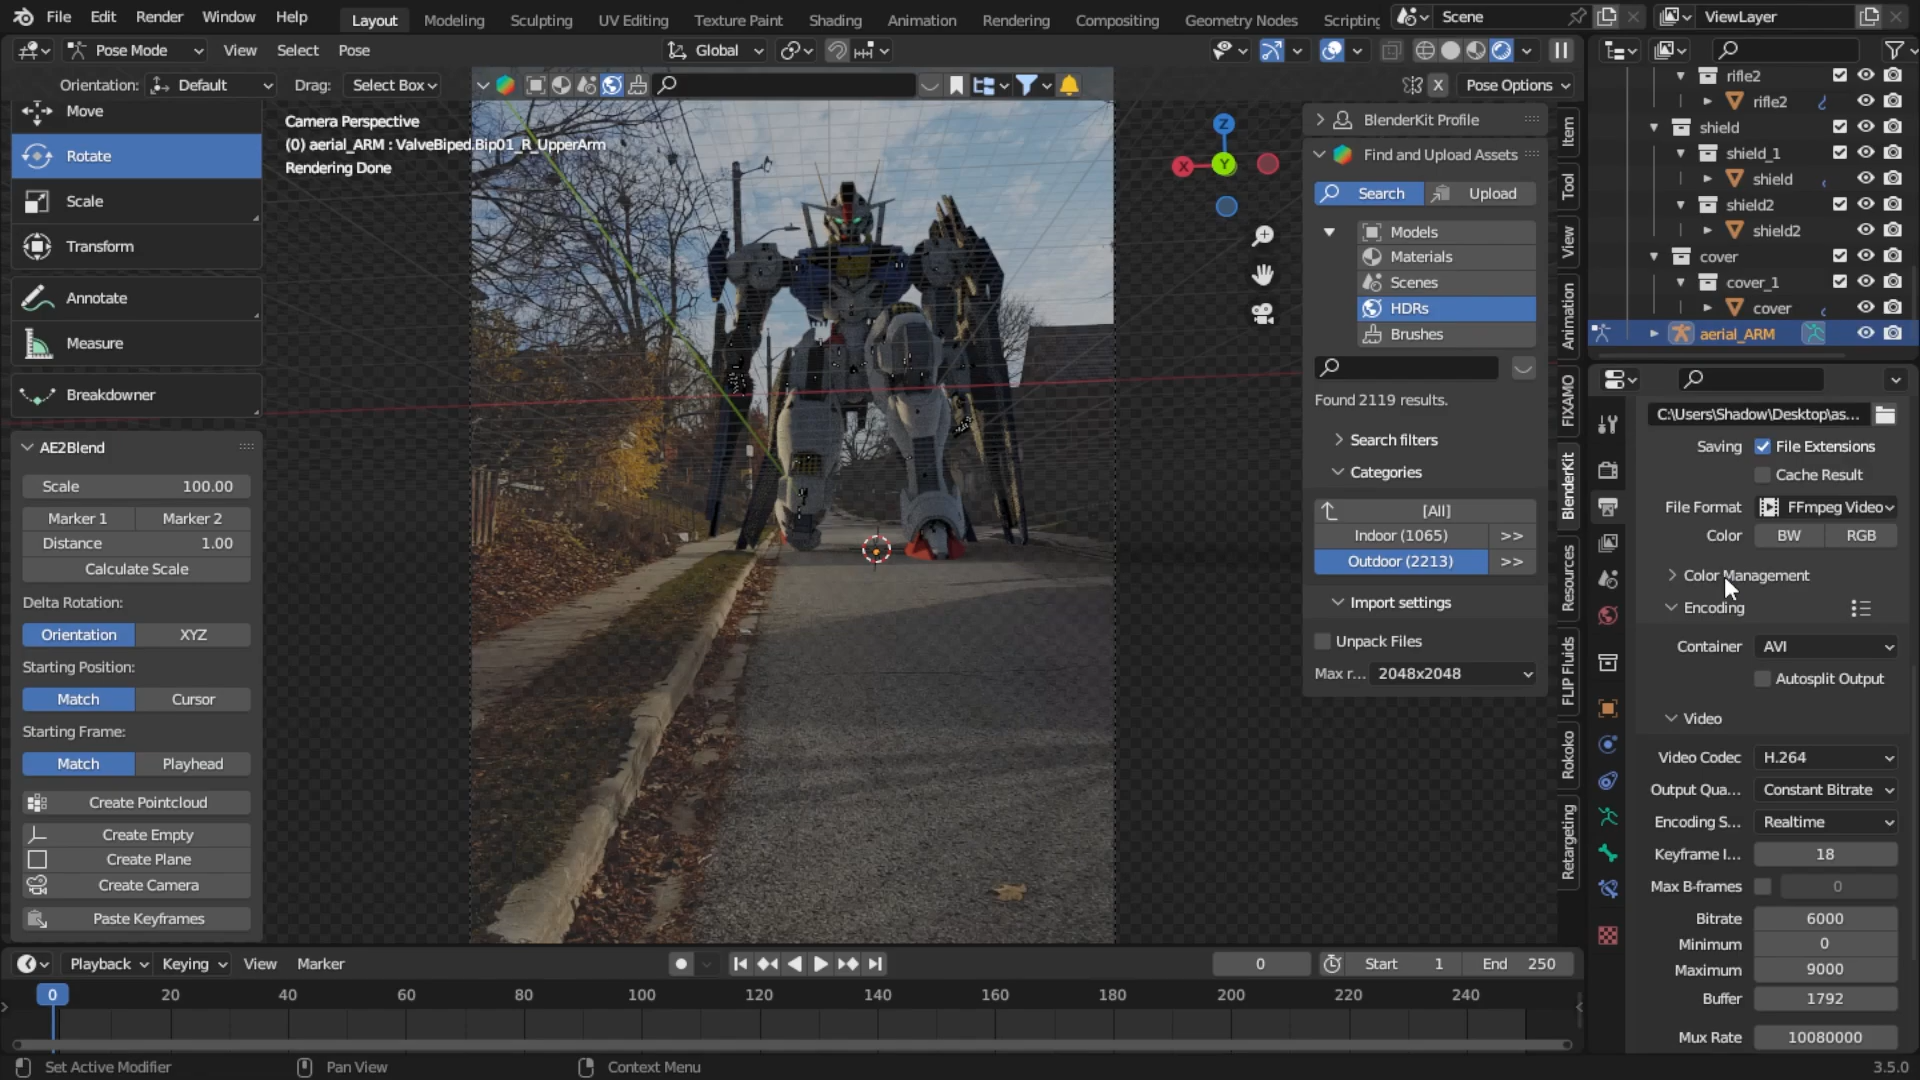 File Edit Render Window Help Layout Modeling Sculpting UV Editing Texture Paint Shading Animation Rendering Compositing Geometry Nodes Scripting Scene ViewLayer
Pose Mode View Select Pose Global
Orientation: Default Drag: Select Box X Pose Options
Move
Rotate
Scale
Transform
Annotate
Measure
Breakdowner
AE2Blend
Scale 100.00
Marker 1 Marker 2
Distance 1.00
Calculate Scale
Delta Rotation:
Orientation XYZ
Starting Position:
Match Cursor
Starting Frame:
Match Playhead
Create Pointcloud
Create Empty
Create Plane
Create Camera
Paste Keyframes
Camera Perspective
(0) aerial_ARM : ValveBiped.Bip01_R_UpperArm
Rendering Done
Z
X Y
BlenderKit Profile
Find and Upload Assets
Search Upload
Models
Materials
Scenes
HDRs
Brushes
Found 2119 results.
Search filters
Categories
[All]
Indoor (1065) >>
Outdoor (2213) >>
Import settings
Unpack Files
Max r... 2048x2048
Item
Tool
View
Animation
FIXAMO
BlenderKit
Resources
FLIP Fluids
Rokoko
Retargeting
rifle2
rifle2
shield
shield_1
shield
shield2
shield2
cover
cover_1
cover
aerial_ARM
C:\Users\Shadow\Desktop\as...
Saving File Extensions
Cache Result
File Format FFmpeg Video
Color BW RGB
Color Management
Encoding
Container AVI
Autosplit Output
Video
Video Codec H.264
Output Qua... Constant Bitrate
Encoding S... Realtime
Keyframe I... 18
Max B-frames 0
Bitrate 6000
Minimum 0
Maximum 9000
Buffer 1792
Mux Rate 10080000
Playback Keying View Marker 0 Start 1 End 250
0 20 40 60 80 100 120 140 160 180 200 220 240
Set Active Modifier Pan View Context Menu 3.5.0